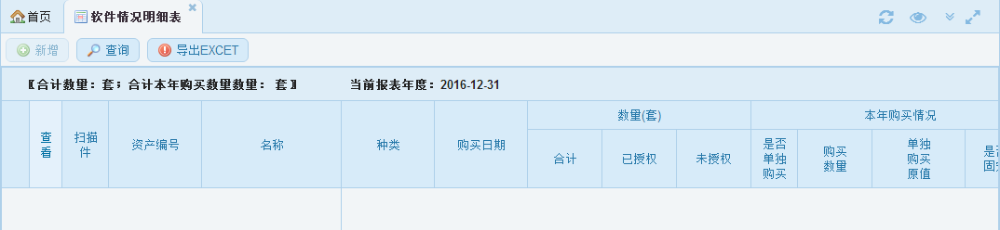 首页
软件情况明细表
新增
查询
导出EXCET
〖合计数量：套；合计本年购买数量数量： 套〗 当前报表年度：2016-12-31
查
看
扫描
件
资产编号
名称
种类
购买日期
数量(套)
合计
已授权
未授权
本年购买情况
是否
单独
购买
购买
数量
单独
购买
原值